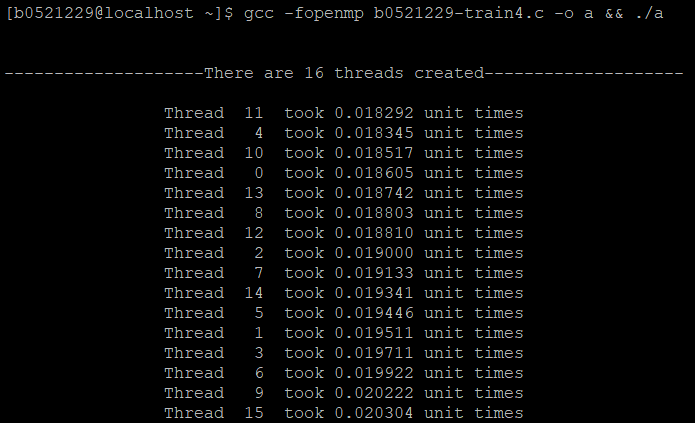 [b0521229@localhost ~]$ gcc -fopenmp b0521229-train4.c -o a && ./a
--------------------There are 16 threads created--------------------
Thread  11  took 0.018292 unit times
Thread   4  took 0.018345 unit times
Thread  10  took 0.018517 unit times
Thread   0  took 0.018605 unit times
Thread  13  took 0.018742 unit times
Thread   8  took 0.018803 unit times
Thread  12  took 0.018810 unit times
Thread   2  took 0.019000 unit times
Thread   7  took 0.019133 unit times
Thread  14  took 0.019341 unit times
Thread   5  took 0.019446 unit times
Thread   1  took 0.019511 unit times
Thread   3  took 0.019711 unit times
Thread   6  took 0.019922 unit times
Thread   9  took 0.020222 unit times
Thread  15  took 0.020304 unit times